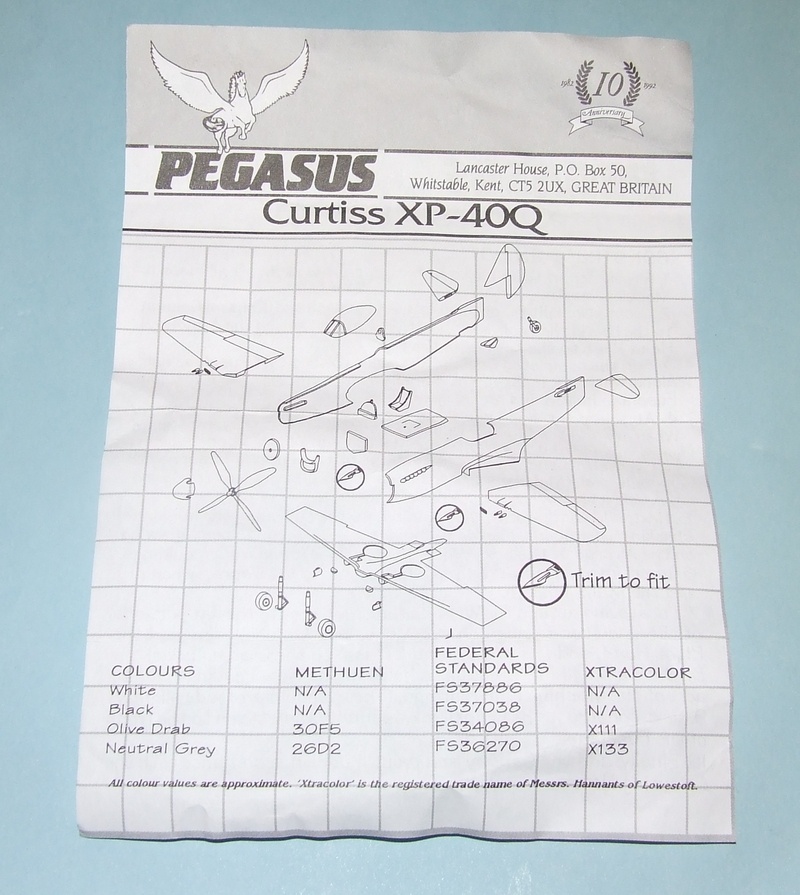 1982 10 1992
Anniversary
PEGASUS
Lancaster House, P.O. Box 50,
Whitstable, Kent, CT5 2UX, GREAT BRITAIN
Curtiss XP-40Q
Trim to fit
COLOURS METHUEN FEDERAL STANDARDS XTRACOLOR
White N/A FS37886 N/A
Black N/A FS37038 N/A
Olive Drab 30F5 FS34086 X111
Neutral Grey 26D2 FS36270 X133
All colour values are approximate. 'Xtracolor' is the registered trade name of Messrs. Hannants of Lowestoft.